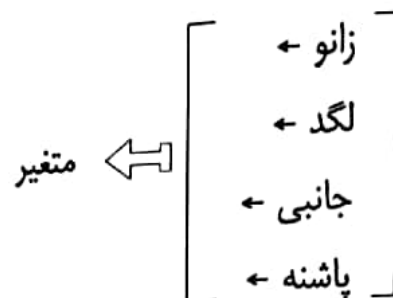 زانو ←
لگد ←
جانبی ←
پاشنه ←
متغیر